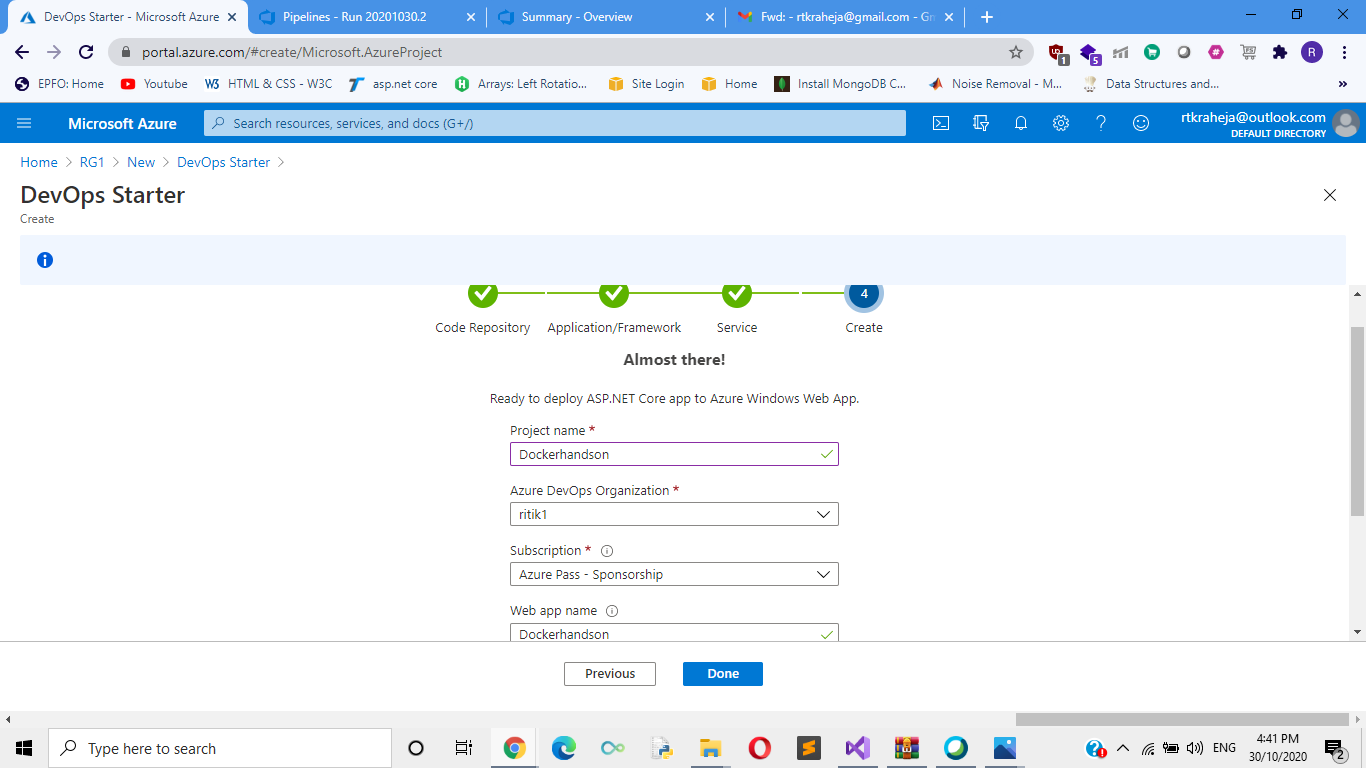 DevOps Starter - Microsoft Azure
Pipelines - Run 20201030.2
Summary - Overview
Fwd: - rtkraheja@gmail.com - Gm
portal.azure.com/#create/Microsoft.AzureProject
1
5
R
EPFO: Home
Youtube
W3 HTML & CSS - W3C
asp.net core
Arrays: Left Rotatio...
Site Login
Home
Install MongoDB C...
Noise Removal - M...
Data Structures and...
»
Microsoft Azure
Search resources, services, and docs (G+/)
rtkraheja@outlook.com
DEFAULT DIRECTORY
Home > RG1 > New > DevOps Starter >
DevOps Starter
Create
4
Code Repository
Application/Framework
Service
Create
Almost there!
Ready to deploy ASP.NET Core app to Azure Windows Web App.
Project name *
Dockerhandson
Azure DevOps Organization *
ritik1
Subscription *
Azure Pass - Sponsorship
Web app name
Dockerhandson
Previous
Done
Type here to search
ENG
4:41 PM
30/10/2020
2